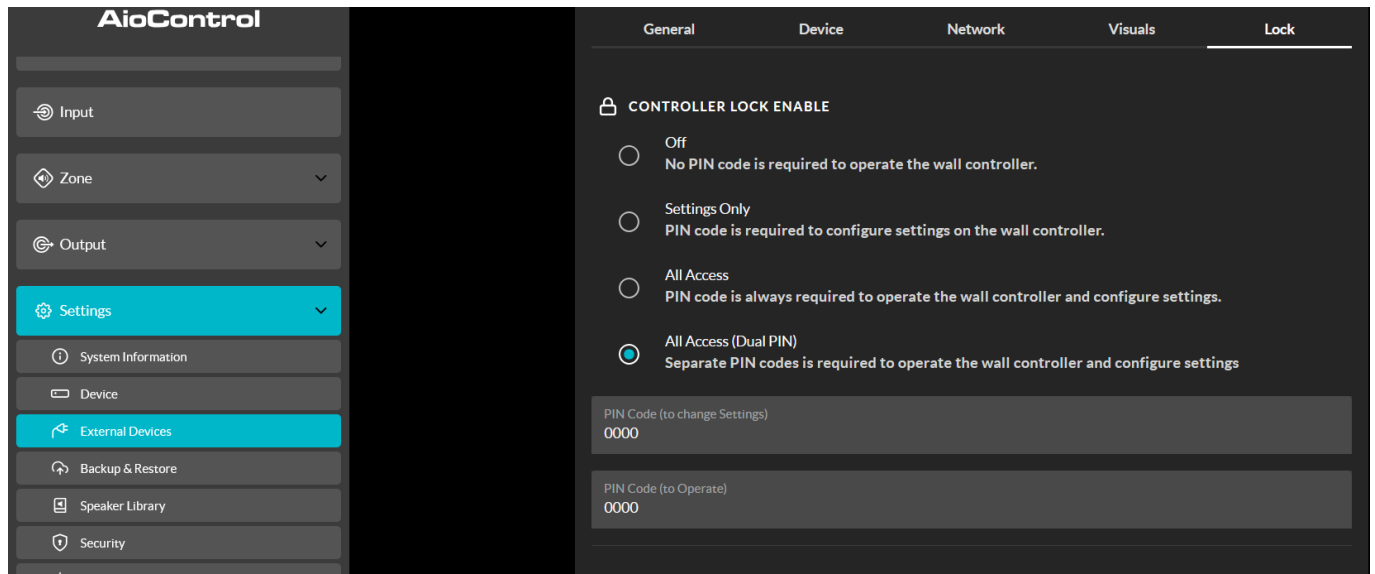 AioControl
Input
Zone
Output
Settings
System Information
Device
External Devices
Backup & Restore
Speaker Library
Security
General Device Network Visuals Lock
CONTROLLER LOCK ENABLE
Off
No PIN code is required to operate the wall controller.
Settings Only
PIN code is required to configure settings on the wall controller.
All Access
PIN code is always required to operate the wall controller and configure settings.
All Access (Dual PIN)
Separate PIN codes is required to operate the wall controller and configure settings
PIN Code (to change Settings)
0000
PIN Code (to Operate)
0000